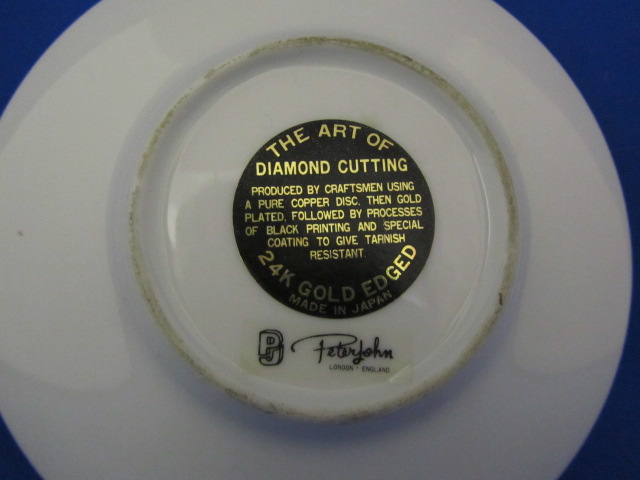 THE ART OF
DIAMOND CUTTING
PRODUCED BY CRAFTSMEN USING
A PURE COPPER DISC, THEN GOLD
PLATED, FOLLOWED BY PROCESSES
OF BLACK PRINTING AND SPECIAL
COATING TO GIVE TARNISH
RESISTANT.
24K GOLD EDGED
MADE IN JAPAN
PJ PeterJohn
LONDON · ENGLAND